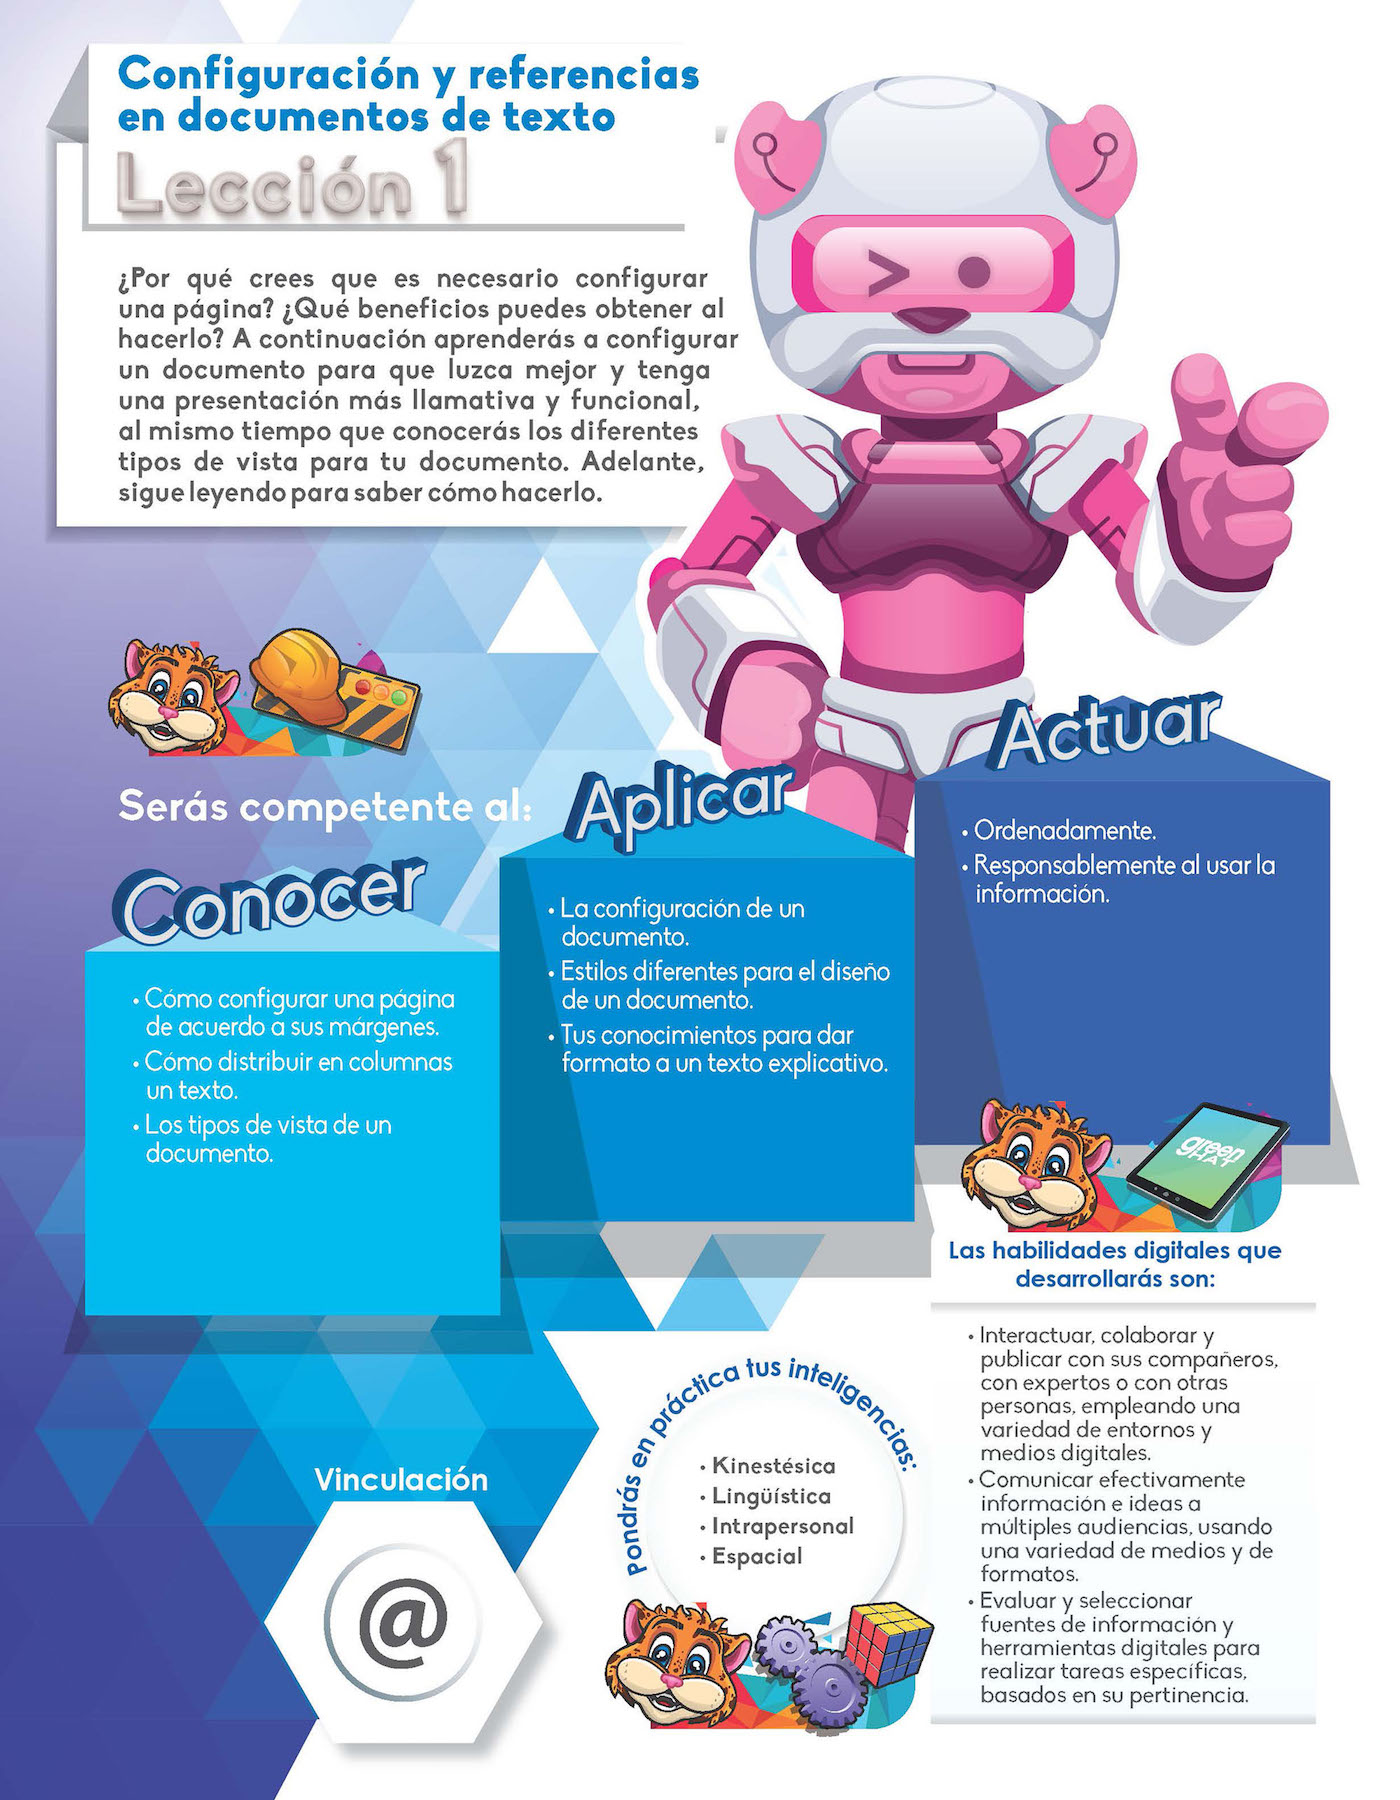 Configuración y referencias
en documentos de texto
Lección 1
¿Por qué crees que es necesario configurar
una página? ¿Qué beneficios puedes obtener al
hacerlo? A continuación aprenderás a configurar
un documento para que luzca mejor y tenga
una presentación más llamativa y funcional,
al mismo tiempo que conocerás los diferentes
tipos de vista para tu documento. Adelante,
sigue leyendo para saber cómo hacerlo.
Serás competente al:
Conocer
• Cómo configurar una página
de acuerdo a sus márgenes.
• Cómo distribuir en columnas
un texto.
• Los tipos de vista de un
documento.
Aplicar
• La configuración de un
documento.
• Estilos diferentes para el diseño
de un documento.
• Tus conocimientos para dar
formato a un texto explicativo.
Actuar
• Ordenadamente.
• Responsablemente al usar la
información.
green
HAT
Las habilidades digitales que
desarrollarás son:
• Interactuar, colaborar y
publicar con sus compañeros,
con expertos o con otras
personas, empleando una
variedad de entornos y
medios digitales.
• Comunicar efectivamente
información e ideas a
múltiples audiencias, usando
una variedad de medios y de
formatos.
• Evaluar y seleccionar
fuentes de información y
herramientas digitales para
realizar tareas específicas,
basados en su pertinencia.
Pondrás en práctica tus inteligencias:
• Kinestésica
• Lingüística
• Intrapersonal
• Espacial
Vinculación
@